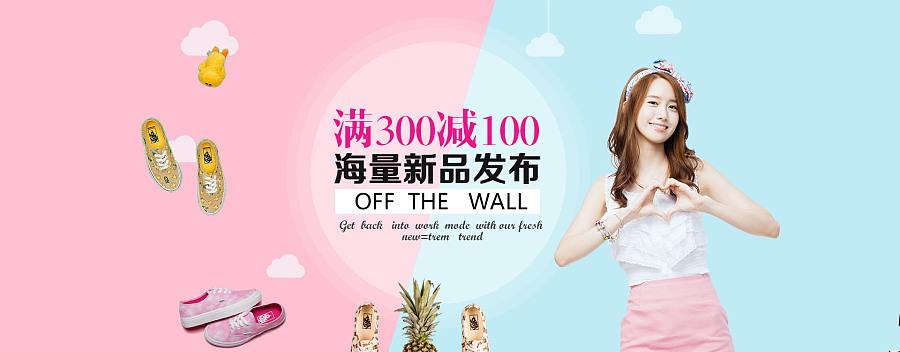 满300减100
海量新品发布
OFF THE WALL
Get back into work mode with our fresh
new=trem trend